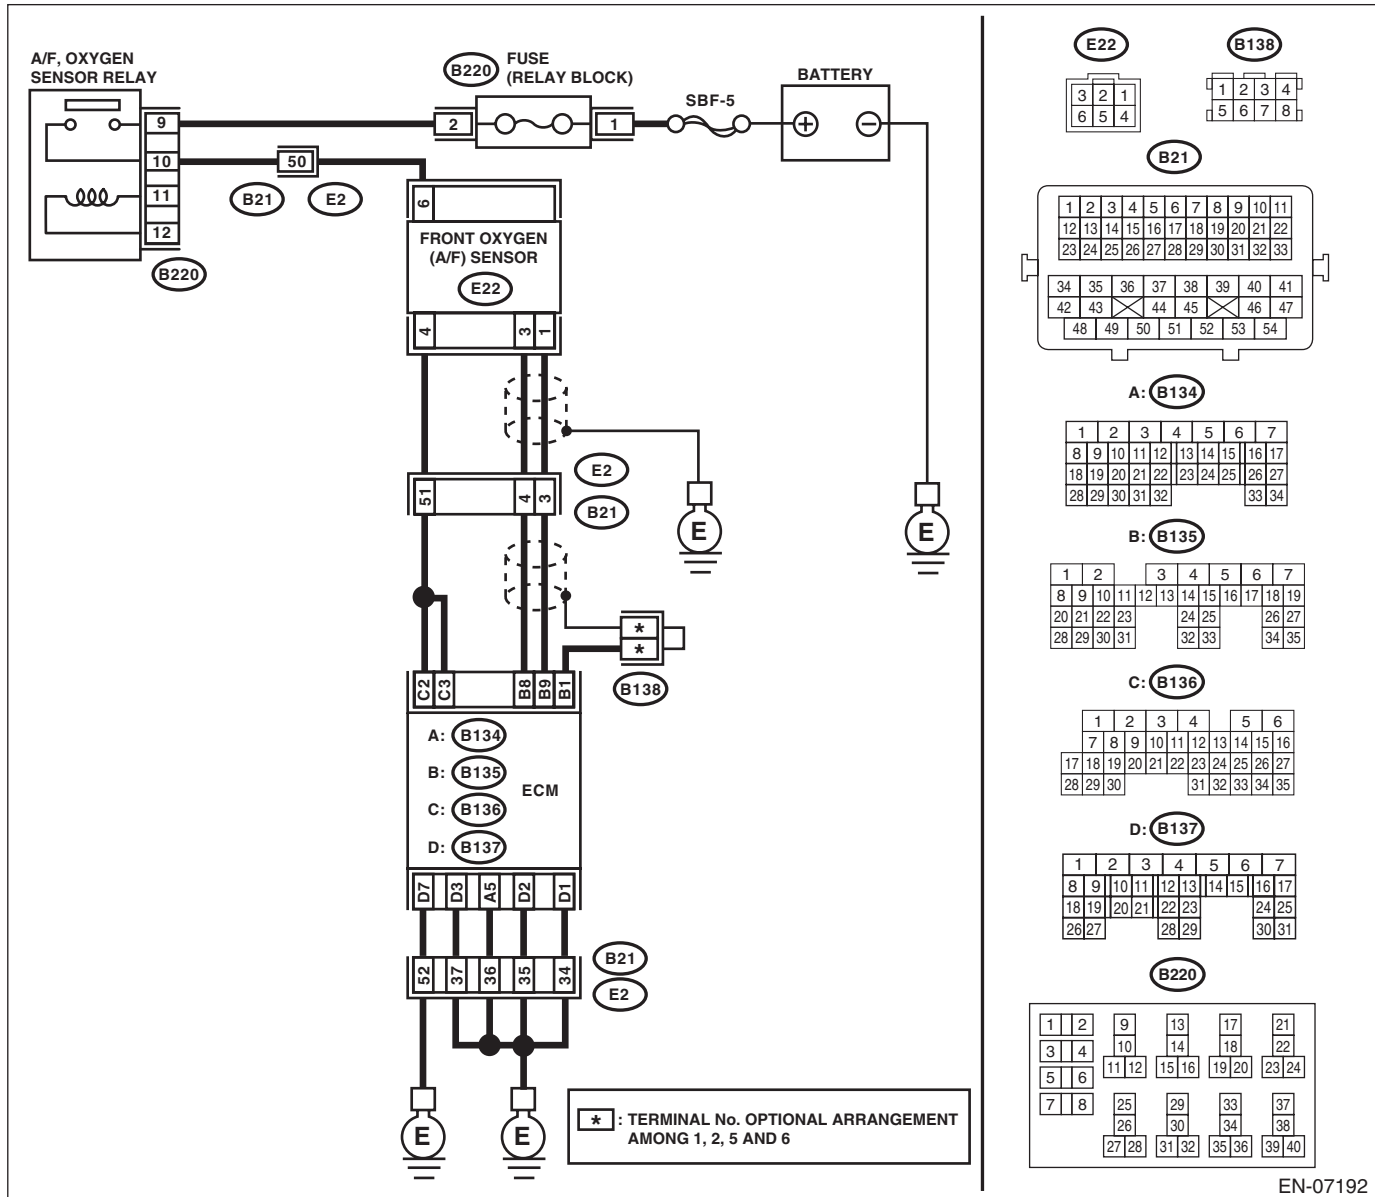 A/F, OXYGEN
SENSOR RELAY
B220
FUSE
(RELAY BLOCK)
SBF-5
BATTERY
9
2
1
+
−
10
50
11
12
B21
E2
B220
6
FRONT OXYGEN
(A/F) SENSOR
E22
4
3
1
E2
B21
51
4
3
E
E
*
*
B138
C2
C3
B8
B9
B1
A: B134
B: B135
C: B136
D: B137
ECM
D7
D3
A5
D2
D1
52
37
36
35
34
B21
E2
E
E
* : TERMINAL No. OPTIONAL ARRANGEMENT
AMONG 1, 2, 5 AND 6
E22
3 2 1
6 5 4
B138
1 2 3 4
5 6 7 8
B21
1 2 3 4 5 6 7 8 9 10 11
12 13 14 15 16 17 18 19 20 21 22
23 24 25 26 27 28 29 30 31 32 33
34 35 36 37 38 39 40 41
42 43 44 45 46 47
48 49 50 51 52 53 54
A: B134
1 2 3 4 5 6 7
8 9 10 11 12 13 14 15 16 17
18 19 20 21 22 23 24 25 26 27
28 29 30 31 32 33 34
B: B135
1 2 3 4 5 6 7
8 9 10 11 12 13 14 15 16 17 18 19
20 21 22 23 24 25 26 27
28 29 30 31 32 33 34 35
C: B136
1 2 3 4 5 6
7 8 9 10 11 12 13 14 15 16
17 18 19 20 21 22 23 24 25 26 27
28 29 30 31 32 33 34 35
D: B137
1 2 3 4 5 6 7
8 9 10 11 12 13 14 15 16 17
18 19 20 21 22 23 24 25
26 27 28 29 30 31
B220
1 2 9 13 17 21
3 4 10 14 18 22
5 6 11 12 15 16 19 20 23 24
7 8 25 29 33 37
26 30 34 38
27 28 31 32 35 36 39 40
EN-07192